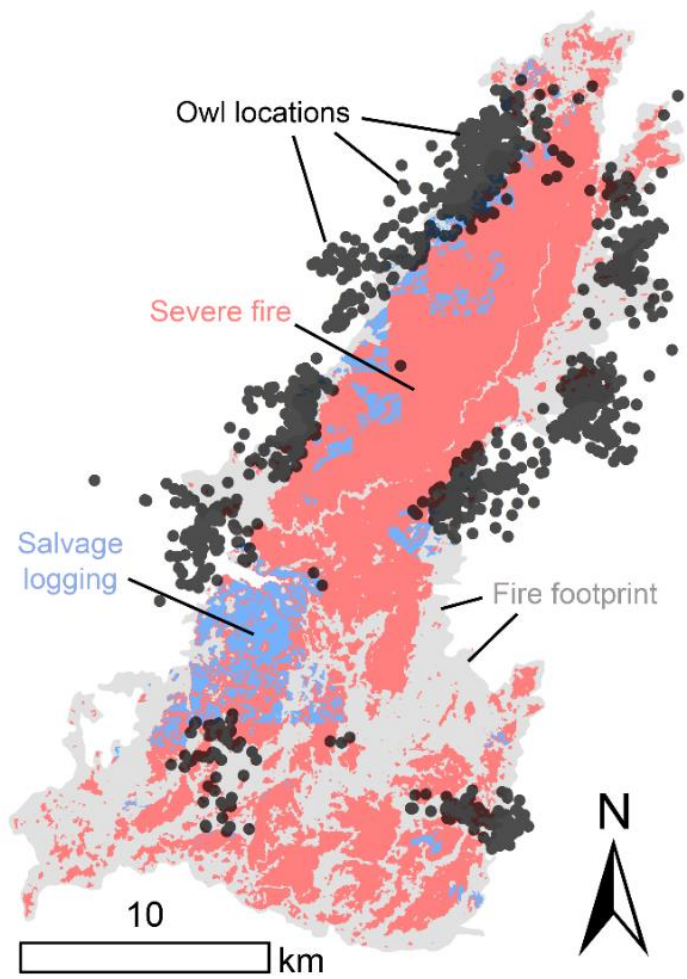 Owl locations
Severe fire
Salvage
logging
Fire footprint
N
10
km